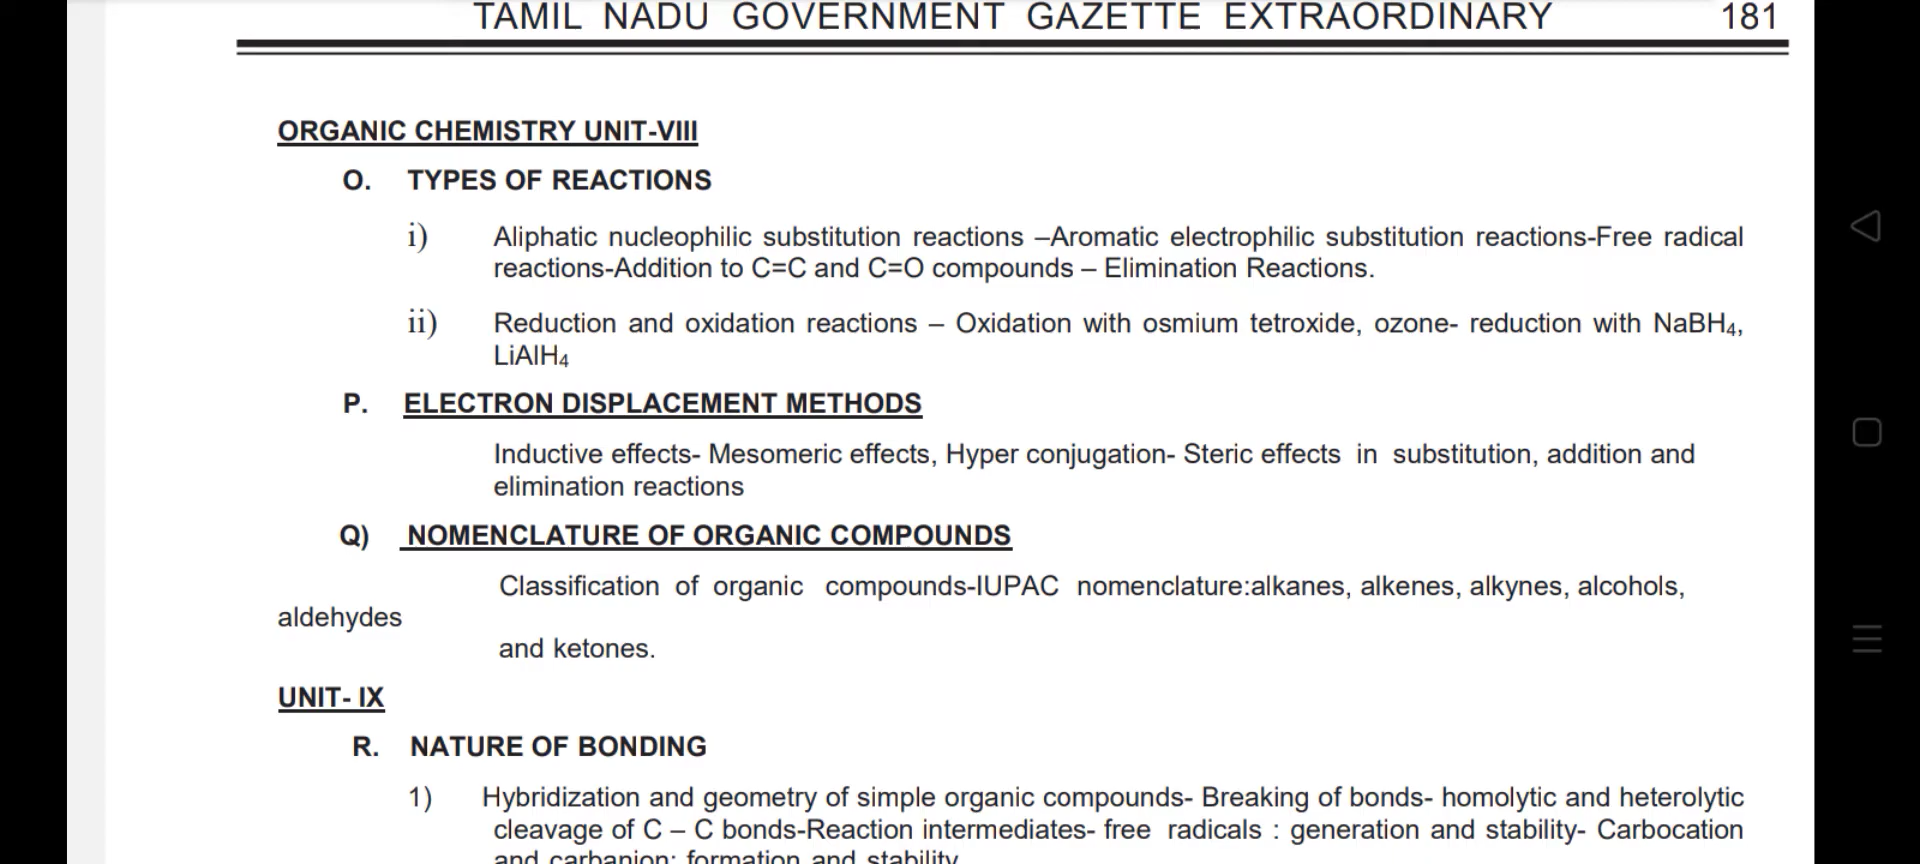 TAMIL NADU GOVERNMENT GAZETTE EXTRAORDINARY 181
ORGANIC CHEMISTRY UNIT-VIII
O. TYPES OF REACTIONS
i) Aliphatic nucleophilic substitution reactions –Aromatic electrophilic substitution reactions-Free radical
reactions-Addition to C=C and C=O compounds – Elimination Reactions.
ii) Reduction and oxidation reactions – Oxidation with osmium tetroxide, ozone- reduction with NaBH₄,
LiAlH₄
P. ELECTRON DISPLACEMENT METHODS
Inductive effects- Mesomeric effects, Hyper conjugation- Steric effects in substitution, addition and
elimination reactions
Q) NOMENCLATURE OF ORGANIC COMPOUNDS
Classification of organic compounds-IUPAC nomenclature:alkanes, alkenes, alkynes, alcohols,
aldehydes
and ketones.
UNIT- IX
R. NATURE OF BONDING
1) Hybridization and geometry of simple organic compounds- Breaking of bonds- homolytic and heterolytic
cleavage of C – C bonds-Reaction intermediates- free radicals : generation and stability- Carbocation
and carbanion: formation and stability